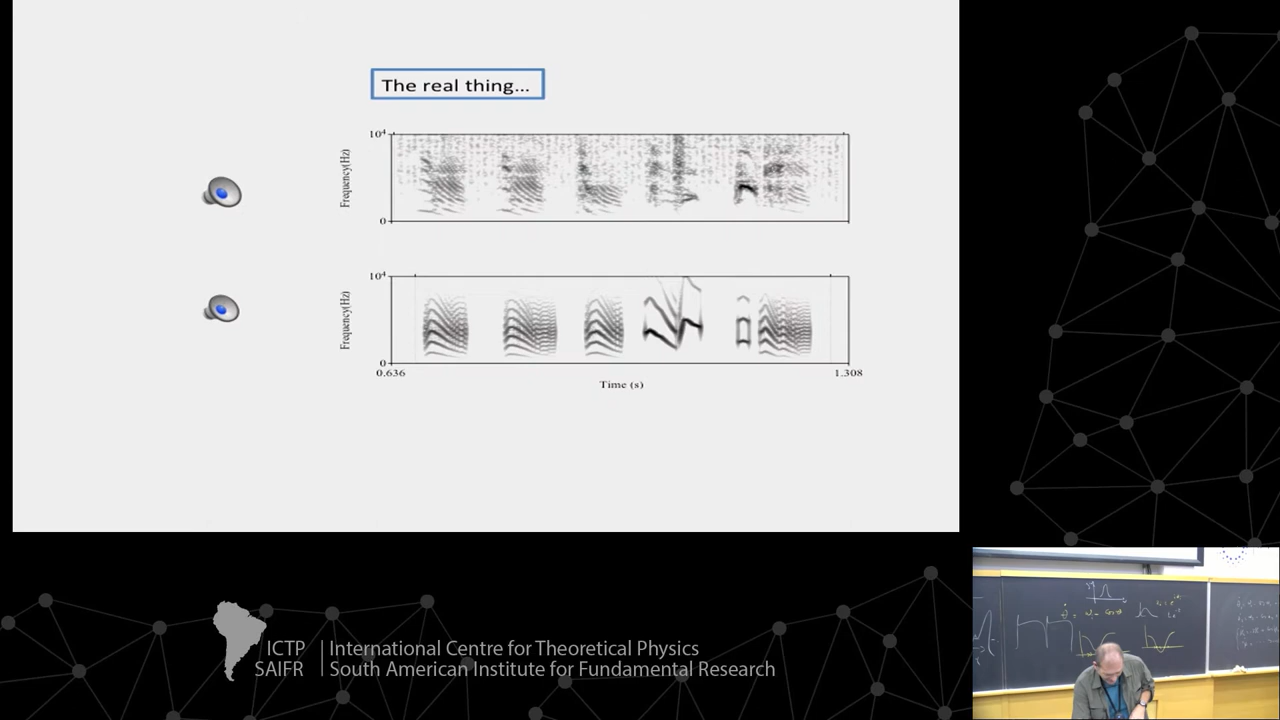 The real thing...
10⁴
Frequency(Hz)
0
10⁴
Frequency(Hz)
0
0.636
1.308
Time (s)
ICTP
International Centre for Theoretical Physics
SAIFR
South American Institute for Fundamental Research